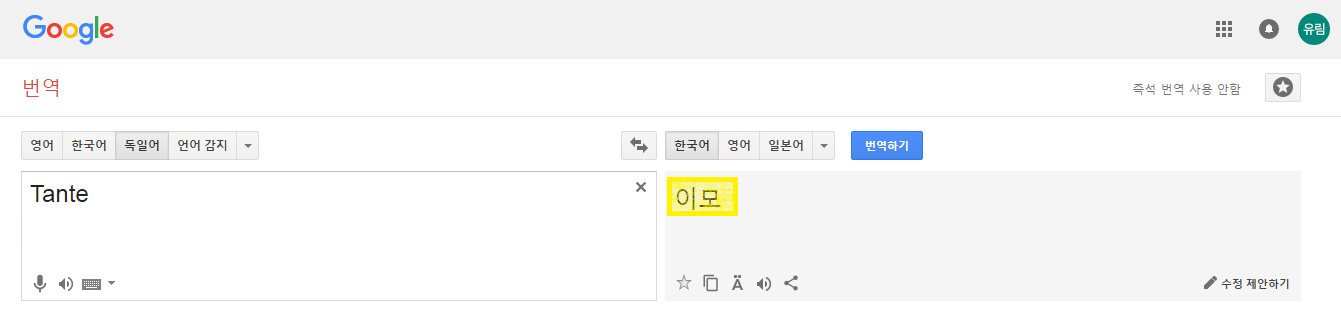 Google
유림
번역
즉석 번역 사용 안함
영어 한국어 독일어 언어 감지
한국어 영어 일본어 번역하기
Tante
이모
Ä
수정 제안하기